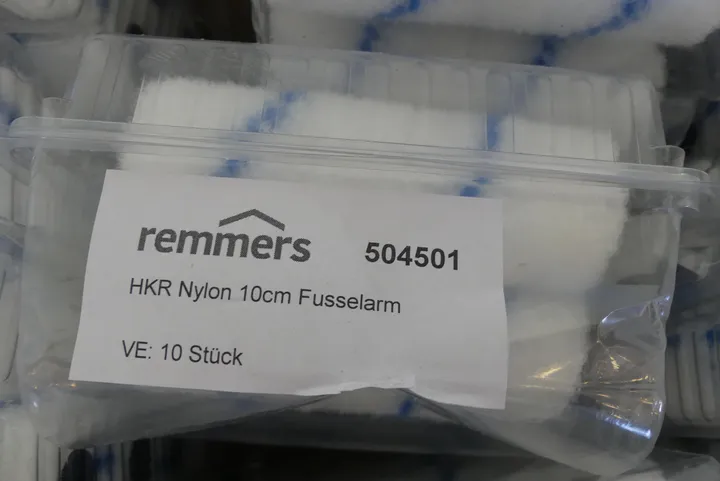 remmers 504501
HKR Nylon 10cm Fusselarm
VE: 10 Stück